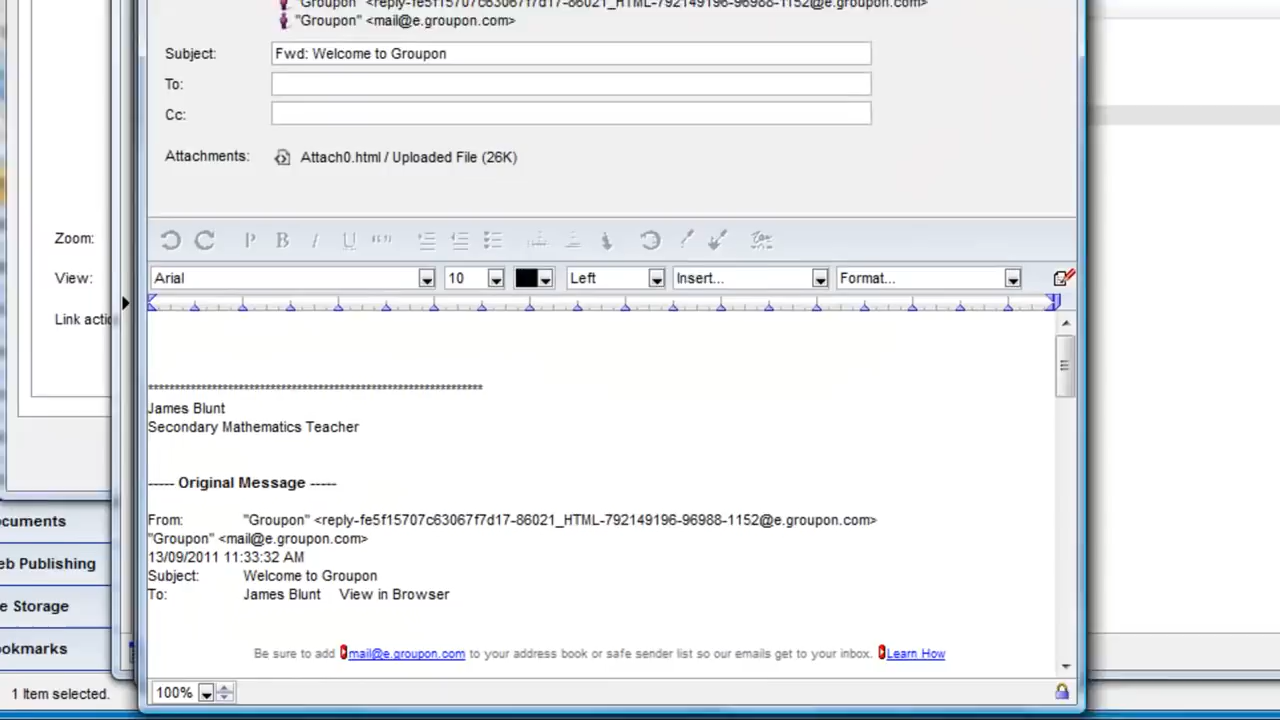 "Groupon" <reply-fe5f15707c63067f7d17-86021_HTML-792149196-96988-1152@e.groupon.com>
"Groupon" <mail@e.groupon.com>
Subject: Fwd: Welcome to Groupon
To:
Cc:
Attachments: Attach0.html / Uploaded File (26K)
Zoom:
View:
Link actio
Arial 10 Left Insert... Format...
James Blunt
Secondary Mathematics Teacher
----- Original Message -----
From: "Groupon" <reply-fe5f15707c63067f7d17-86021_HTML-792149196-96988-1152@e.groupon.com>
"Groupon" <mail@e.groupon.com>
13/09/2011 11:33:32 AM
Subject: Welcome to Groupon
To: James Blunt View in Browser
Be sure to add mail@e.groupon.com to your address book or safe sender list so our emails get to your inbox. Learn How
100%
ocuments
eb Publishing
e Storage
ookmarks
1 Item selected.